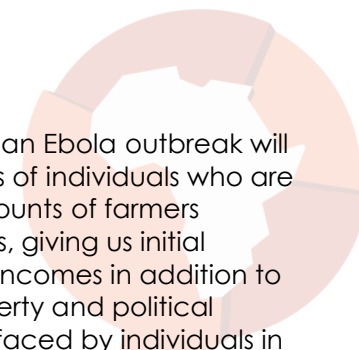 an Ebola outbreak will
s of individuals who are
ounts of farmers
s, giving us initial
incomes in addition to
erty and political
faced by individuals in